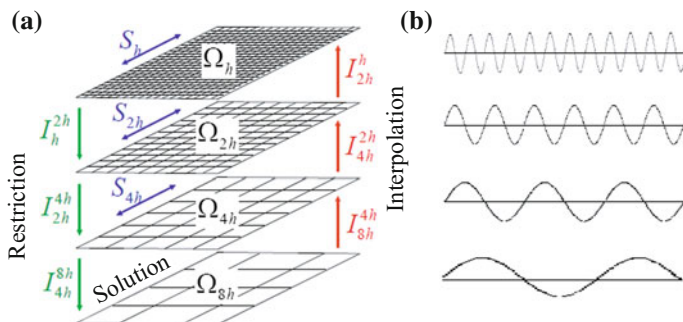 (a)
(b)
S_h
Ω_h
I_{2h}^{h}
I_h^{2h}
S_{2h}
Ω_{2h}
I_{4h}^{2h}
I_{2h}^{4h}
S_{4h}
Ω_{4h}
I_{8h}^{4h}
I_{4h}^{8h}
Solution
Ω_{8h}
Restriction
Interpolation